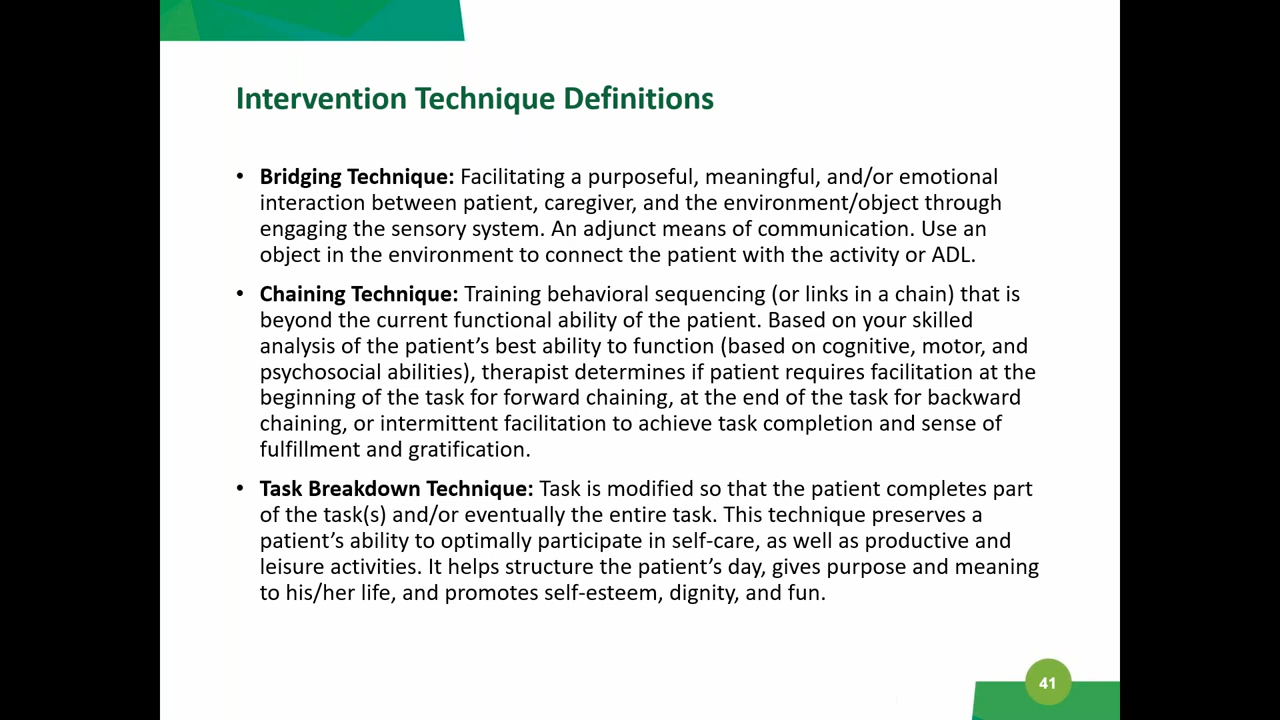 Intervention Technique Definitions
• Bridging Technique: Facilitating a purposeful, meaningful, and/or emotional
interaction between patient, caregiver, and the environment/object through
engaging the sensory system. An adjunct means of communication. Use an
object in the environment to connect the patient with the activity or ADL.
• Chaining Technique: Training behavioral sequencing (or links in a chain) that is
beyond the current functional ability of the patient. Based on your skilled
analysis of the patient’s best ability to function (based on cognitive, motor, and
psychosocial abilities), therapist determines if patient requires facilitation at the
beginning of the task for forward chaining, at the end of the task for backward
chaining, or intermittent facilitation to achieve task completion and sense of
fulfillment and gratification.
• Task Breakdown Technique: Task is modified so that the patient completes part
of the task(s) and/or eventually the entire task. This technique preserves a
patient’s ability to optimally participate in self-care, as well as productive and
leisure activities. It helps structure the patient’s day, gives purpose and meaning
to his/her life, and promotes self-esteem, dignity, and fun.
41